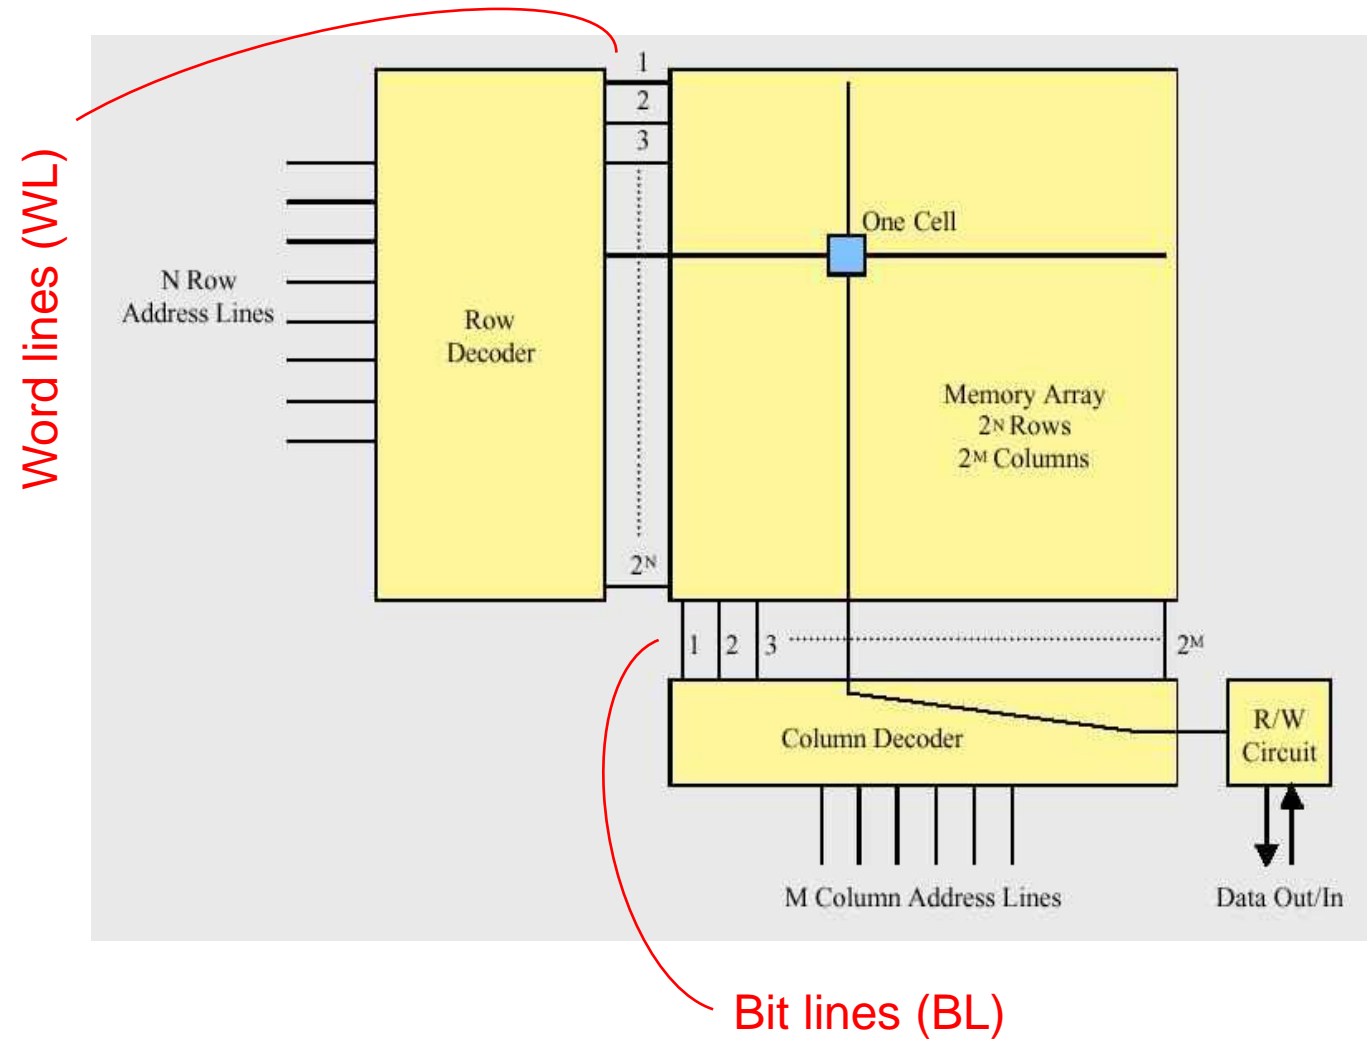 Word lines (WL)
1
2
3
2ᴺ
N Row
Address Lines
Row
Decoder
One Cell
Memory Array
2ᴺ Rows
2ᴹ Columns
1
2
3
2ᴹ
Column Decoder
R/W
Circuit
M Column Address Lines
Data Out/In
Bit lines (BL)